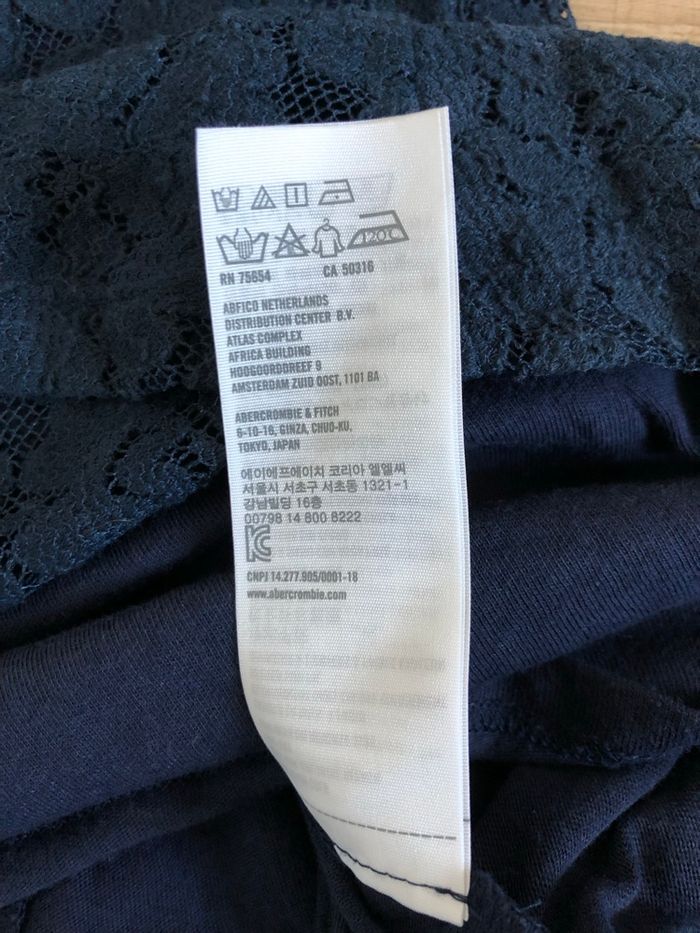 120C
RN 75654 CA 50316
ABFICO NETHERLANDS
DISTRIBUTION CENTER B.V.
ATLAS COMPLEX
AFRICA BUILDING
HOOGOORDDREEF 9
AMSTERDAM ZUID OOST, 1101 BA
ABERCROMBIE & FITCH
6-10-16, GINZA, CHUO-KU,
TOKYO, JAPAN
에이에프에이치 코리아 엘엘씨
서울시 서초구 서초동 1321-1
강남빌딩 16층
00798 14 800 8222
CNPJ 14.277.905/0001-18
www.abercrombie.com